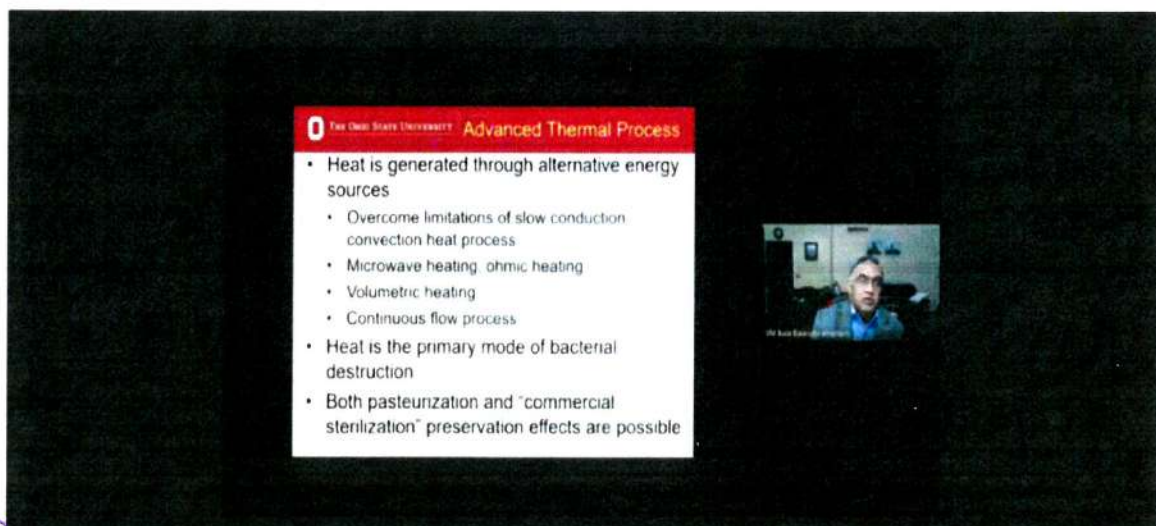 THE OHIO STATE UNIVERSITY Advanced Thermal Process
• Heat is generated through alternative energy
sources
• Overcome limitations of slow conduction
convection heat process
• Microwave heating, ohmic heating
• Volumetric heating
• Continuous flow process
• Heat is the primary mode of bacterial
destruction
• Both pasteurization and "commercial
sterilization" preservation effects are possible